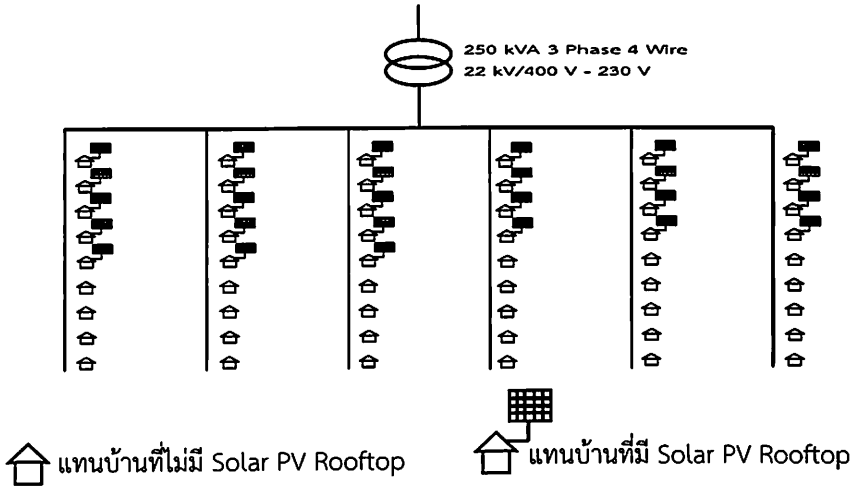 250 kVA 3 Phase 4 Wire
22 kV/400 V - 230 V
แทนบ้านที่ไม่มี Solar PV Rooftop
แทนบ้านที่มี Solar PV Rooftop